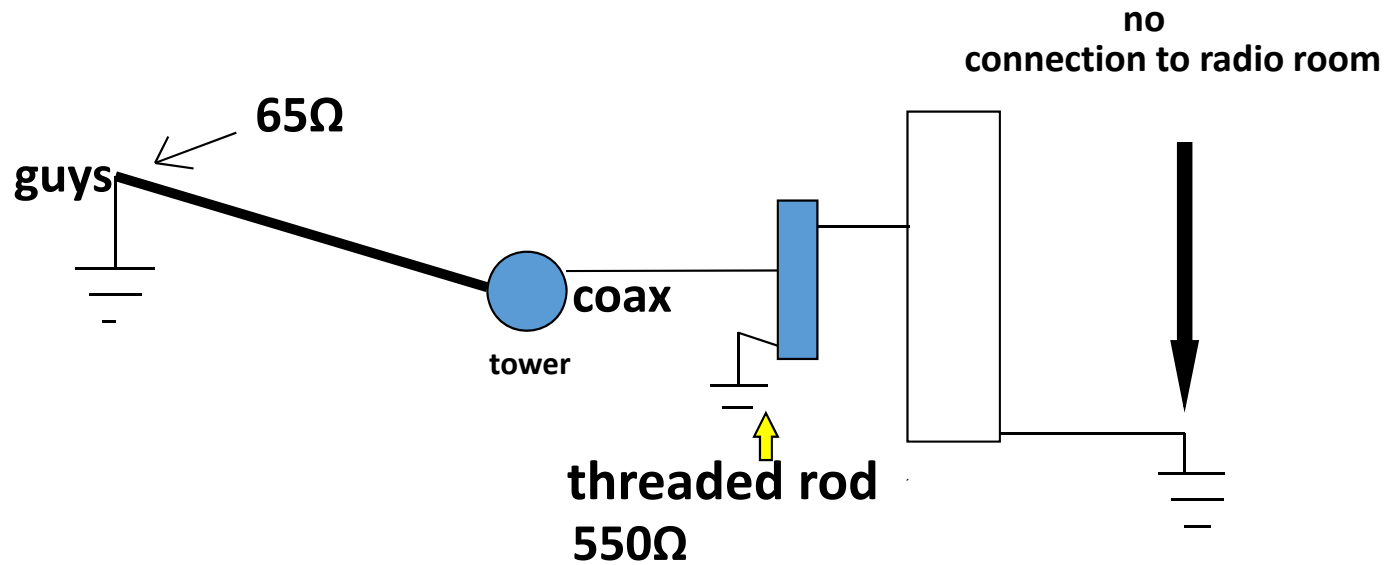 no
connection to radio room
65Ω
guys
coax
tower
threaded rod
550Ω